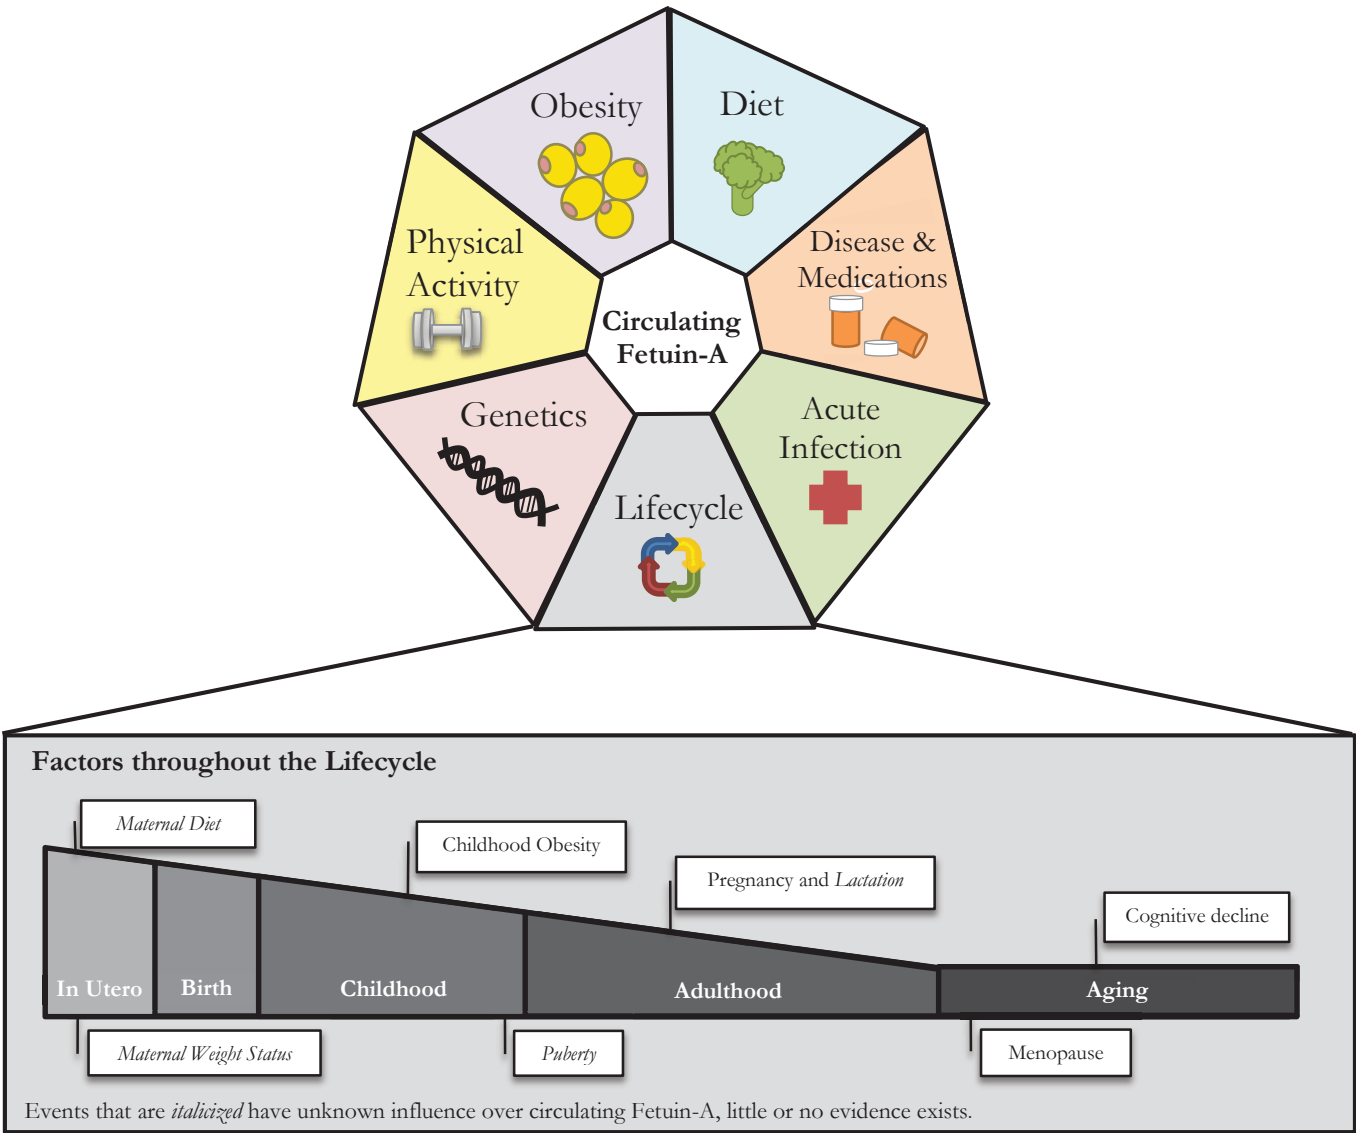 Obesity
Diet
Physical
Activity
Disease &
Medications
Circulating
Fetuin-A
Genetics
Acute
Infection
Lifecycle
Factors throughout the Lifecycle
Maternal Diet
Childhood Obesity
Pregnancy and Lactation
Cognitive decline
In Utero
Birth
Childhood
Adulthood
Aging
Maternal Weight Status
Puberty
Menopause
Events that are italicized have unknown influence over circulating Fetuin-A, little or no evidence exists.